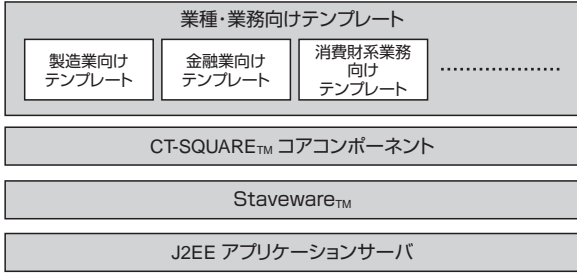 業種・業務向けテンプレート
製造業向け
テンプレート
金融業向け
テンプレート
消費財系業務
向け
テンプレート
…………………
CT-SQUARE™ コアコンポーネント
Staveware™
J2EE アプリケーションサーバ